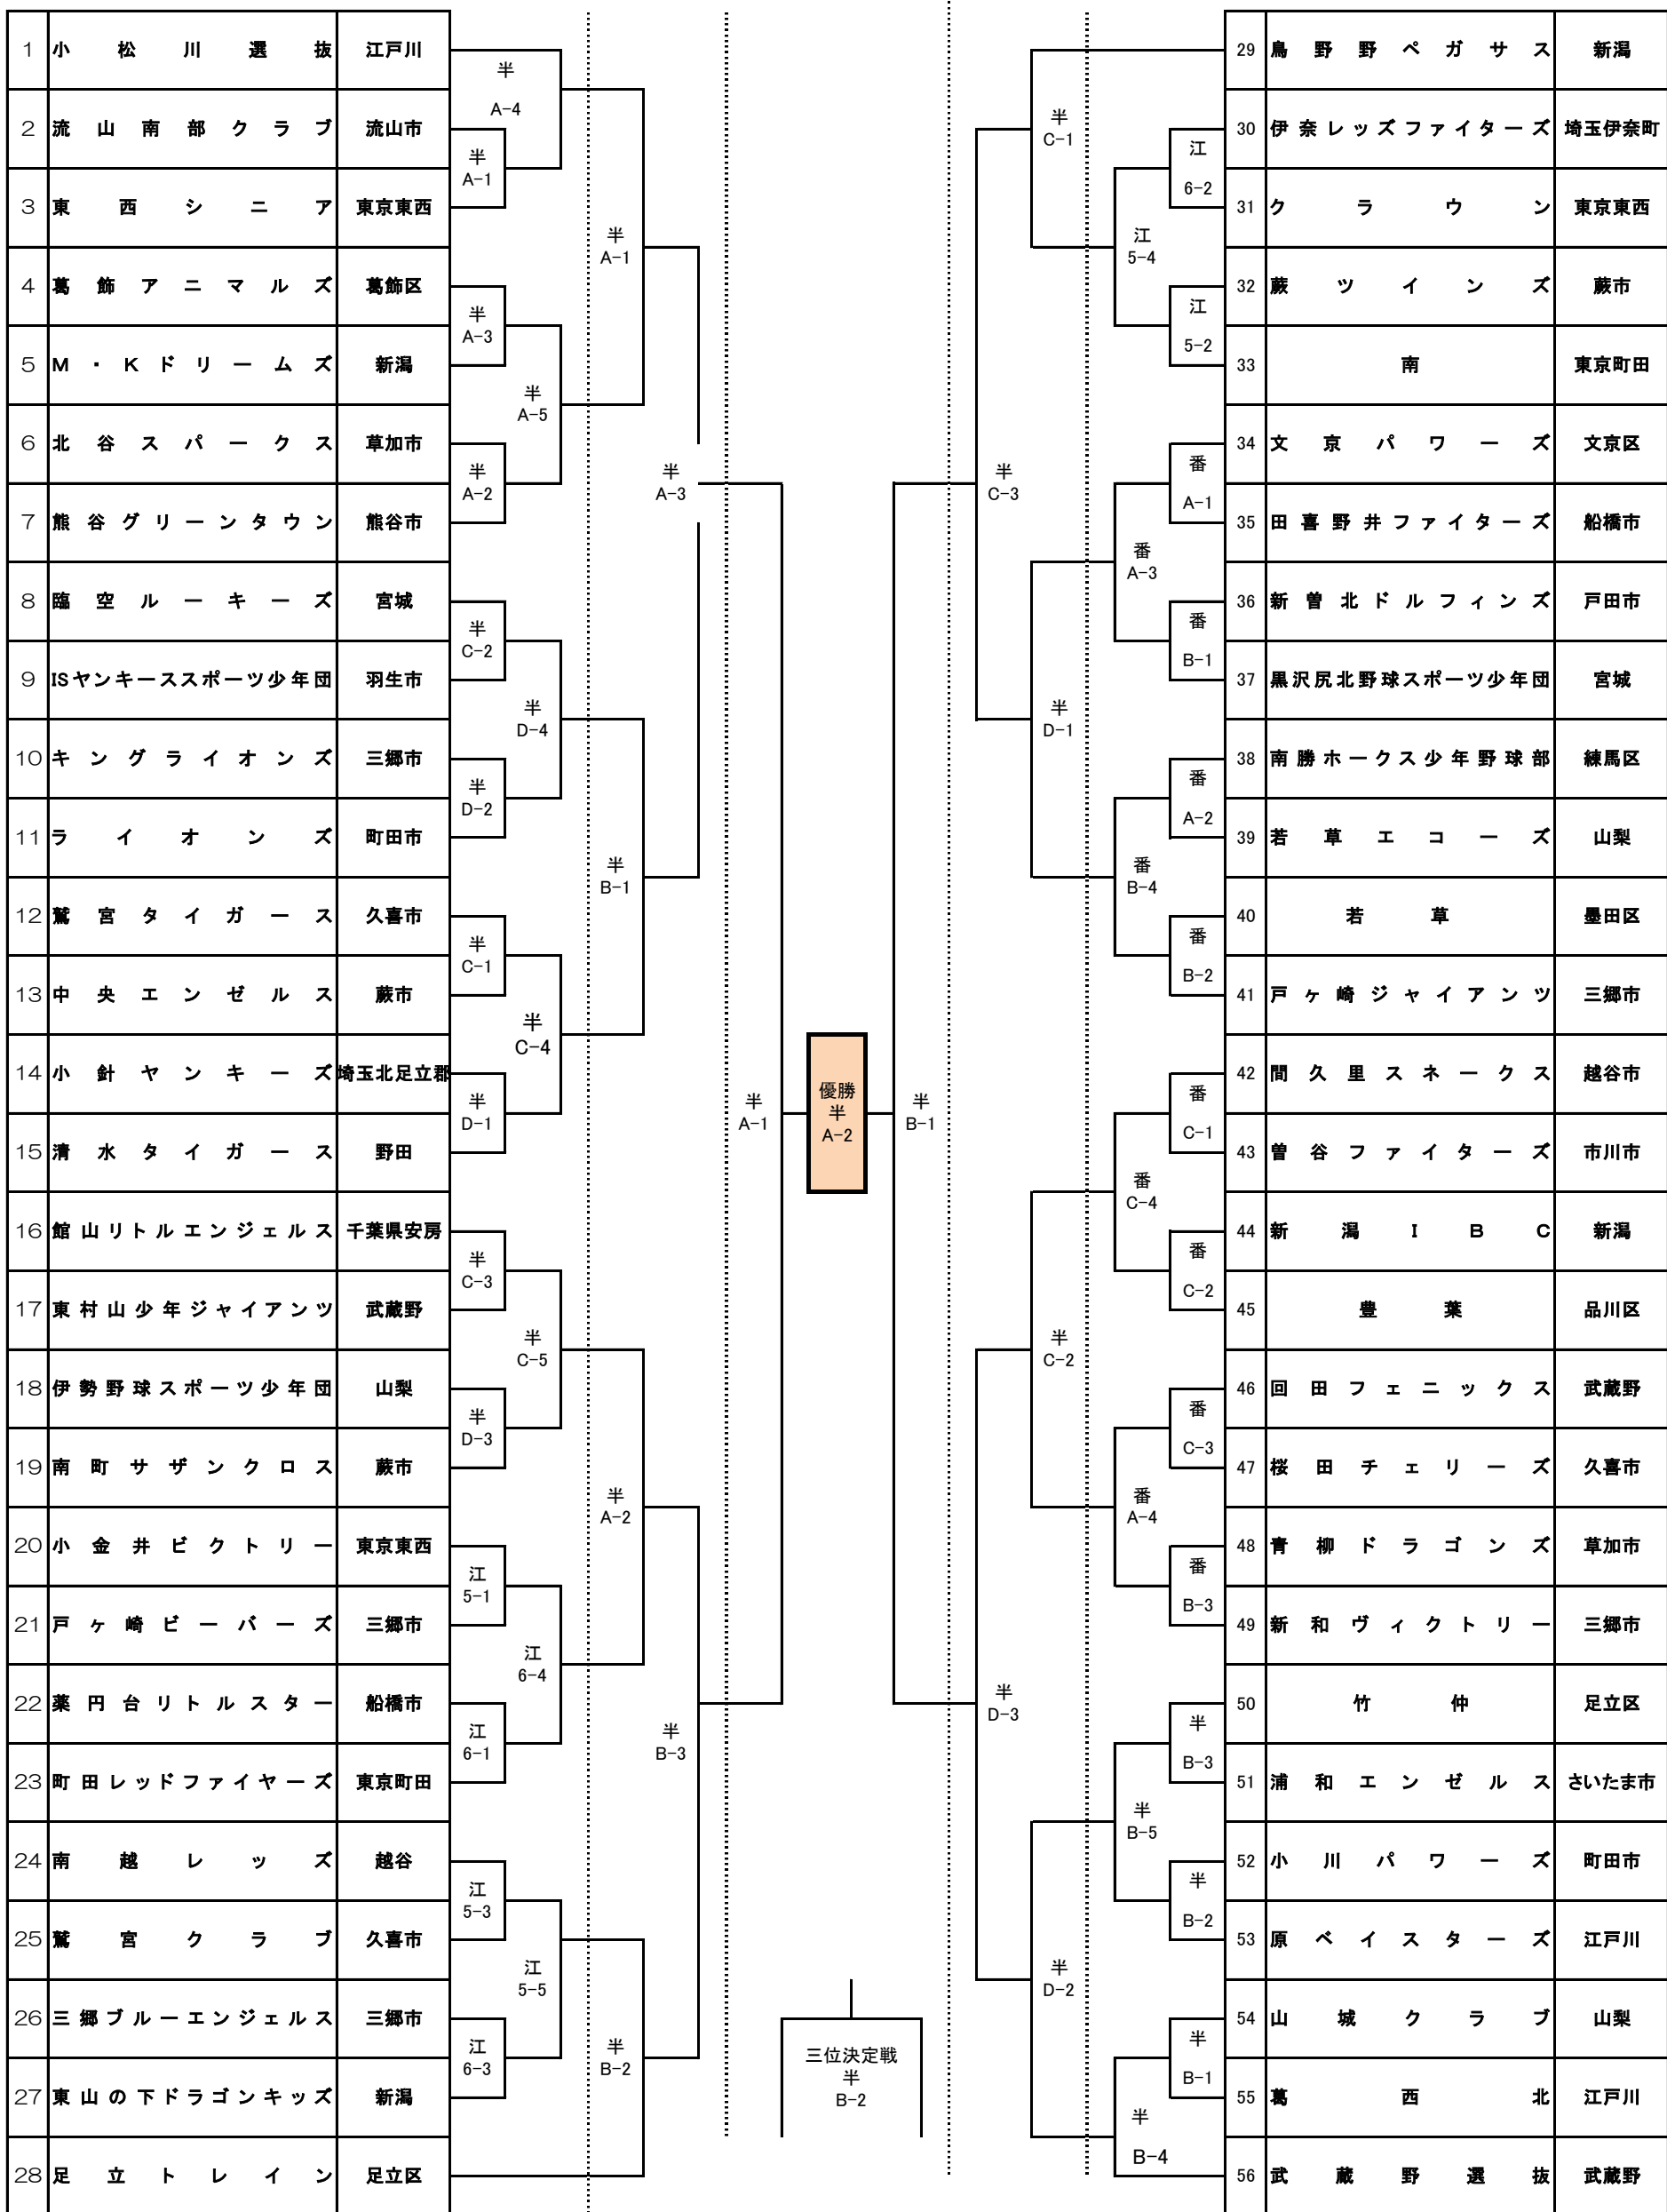 1 小松川選抜 江戸川
2 流山南部クラブ 流山市
3 東西シニア 東京東西
4 葛飾アニマルズ 葛飾区
5 M・Kドリームズ 新潟
6 北谷スパークス 草加市
7 熊谷グリーンタウン 熊谷市
8 臨空ルーキーズ 宮城
9 ISヤンキーススポーツ少年団 羽生市
10 キングライオンズ 三郷市
11 ライオンズ 町田市
12 鷲宮タイガース 久喜市
13 中央エンゼルス 蕨市
14 小針ヤンキーズ 埼玉北足立郡
15 清水タイガース 野田
16 館山リトルエンジェルス 千葉県安房
17 東村山少年ジャイアンツ 武蔵野
18 伊勢野球スポーツ少年団 山梨
19 南町サザンクロス 蕨市
20 小金井ビクトリー 東京東西
21 戸ヶ崎ビーバーズ 三郷市
22 薬円台リトルスター 船橋市
23 町田レッドファイヤーズ 東京町田
24 南越レッズ 越谷
25 鷲宮クラブ 久喜市
26 三郷ブルーエンジェルス 三郷市
27 東山の下ドラゴンキッズ 新潟
28 足立トレイン 足立区
半
A-4
半
A-1
半
A-3
半
A-5
半
A-2
半
C-2
半
D-4
半
D-2
半
C-1
半
C-4
半
D-1
半
C-3
半
C-5
半
D-3
江
5-1
江
6-4
江
6-1
江
5-3
江
5-5
江
6-3
半
A-1
半
B-1
半
A-2
半
B-2
半
A-3
半
B-3
半
A-1
優勝
半
A-2
半
B-1
三位決定戦
半
B-2
半
C-3
半
D-3
半
C-1
半
D-1
半
C-2
半
D-2
江
6-2
江
5-4
江
5-2
番
A-1
番
A-3
番
B-1
番
A-2
番
B-4
番
B-2
番
C-1
番
C-4
番
C-2
番
C-3
番
A-4
番
B-3
半
B-3
半
B-5
半
B-2
半
B-1
半
B-4
29 鳥野野ペガサス 新潟
30 伊奈レッズファイターズ 埼玉伊奈町
31 クラウン 東京東西
32 蕨ツインズ 蕨市
33 南 東京町田
34 文京パワーズ 文京区
35 田喜野井ファイターズ 船橋市
36 新曽北ドルフィンズ 戸田市
37 黒沢尻北野球スポーツ少年団 宮城
38 南勝ホークス少年野球部 練馬区
39 若草エコーズ 山梨
40 若草 墨田区
41 戸ヶ崎ジャイアンツ 三郷市
42 間久里スネークス 越谷市
43 曽谷ファイターズ 市川市
44 新潟IBC 新潟
45 豊葉 品川区
46 回田フェニックス 武蔵野
47 桜田チェリーズ 久喜市
48 青柳ドラゴンズ 草加市
49 新和ヴィクトリー 三郷市
50 竹仲 足立区
51 浦和エンゼルス さいたま市
52 小川パワーズ 町田市
53 原ベイスターズ 江戸川
54 山城クラブ 山梨
55 葛西北 江戸川
56 武蔵野選抜 武蔵野